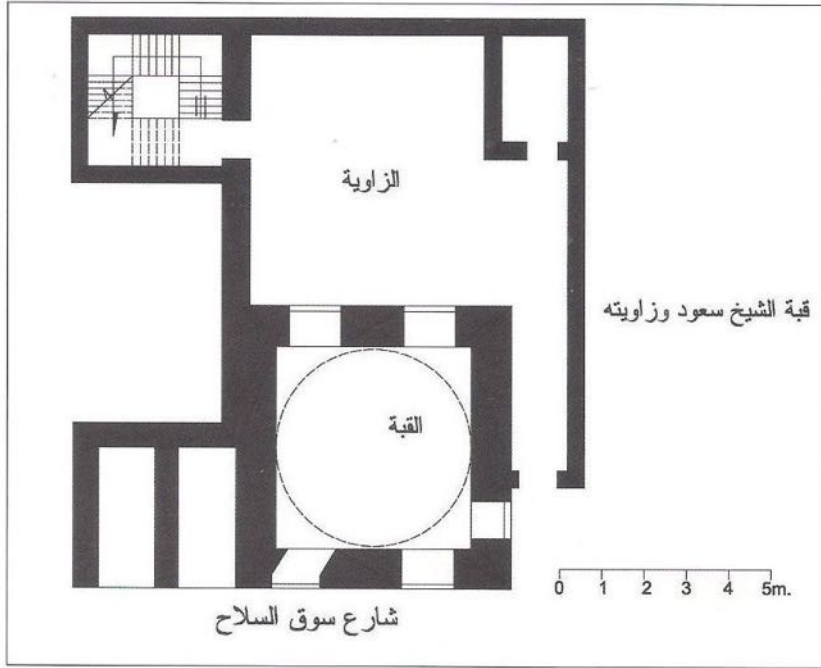 الزاوية
قبة الشيخ سعود وزاويته
القبة
0 1 2 3 4 5m.
شارع سوق السلاح